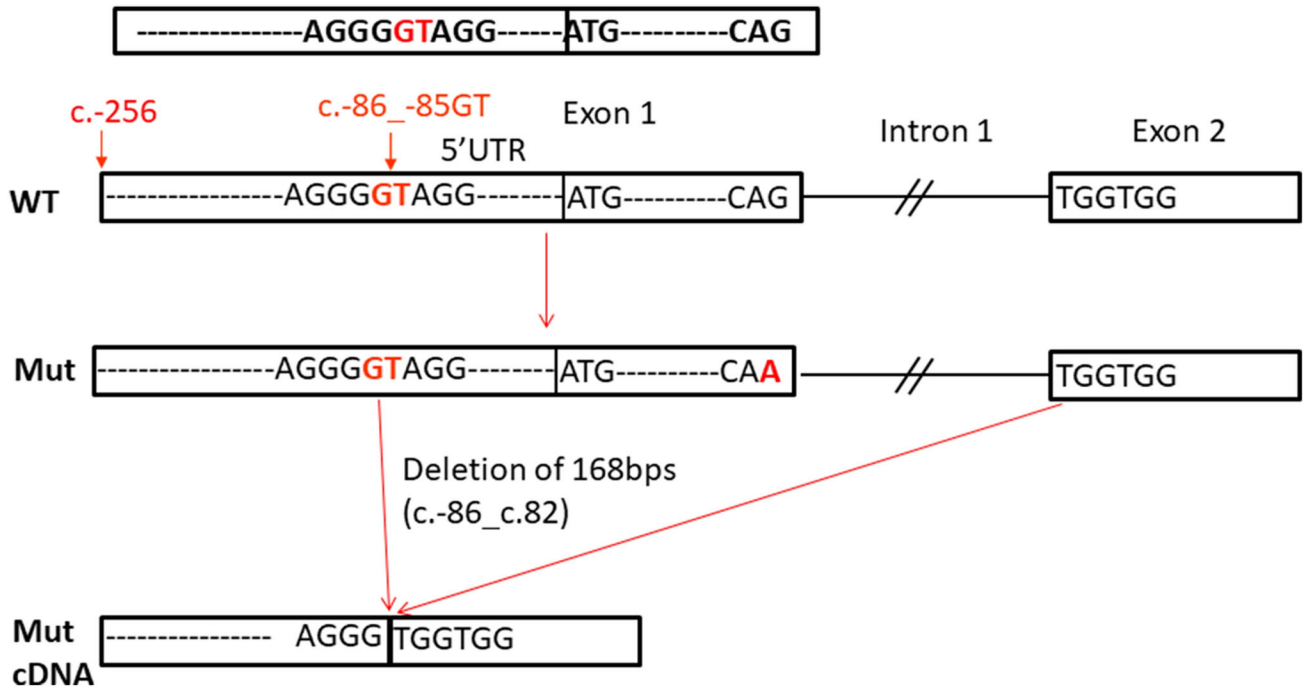 ----------------AGGGGTAGG------ATG----------CAG
c.-256
c.-86_-85GT
Exon 1
Intron 1
Exon 2
5’UTR
WT
-----------------AGGGGTAGG--------ATG----------CAG
//
TGGTGG
Mut
-----------------AGGGGTAGG--------ATG----------CAA
//
TGGTGG
Deletion of 168bps
(c.-86_c.82)
Mut
cDNA
---------------- AGGG TGGTGG